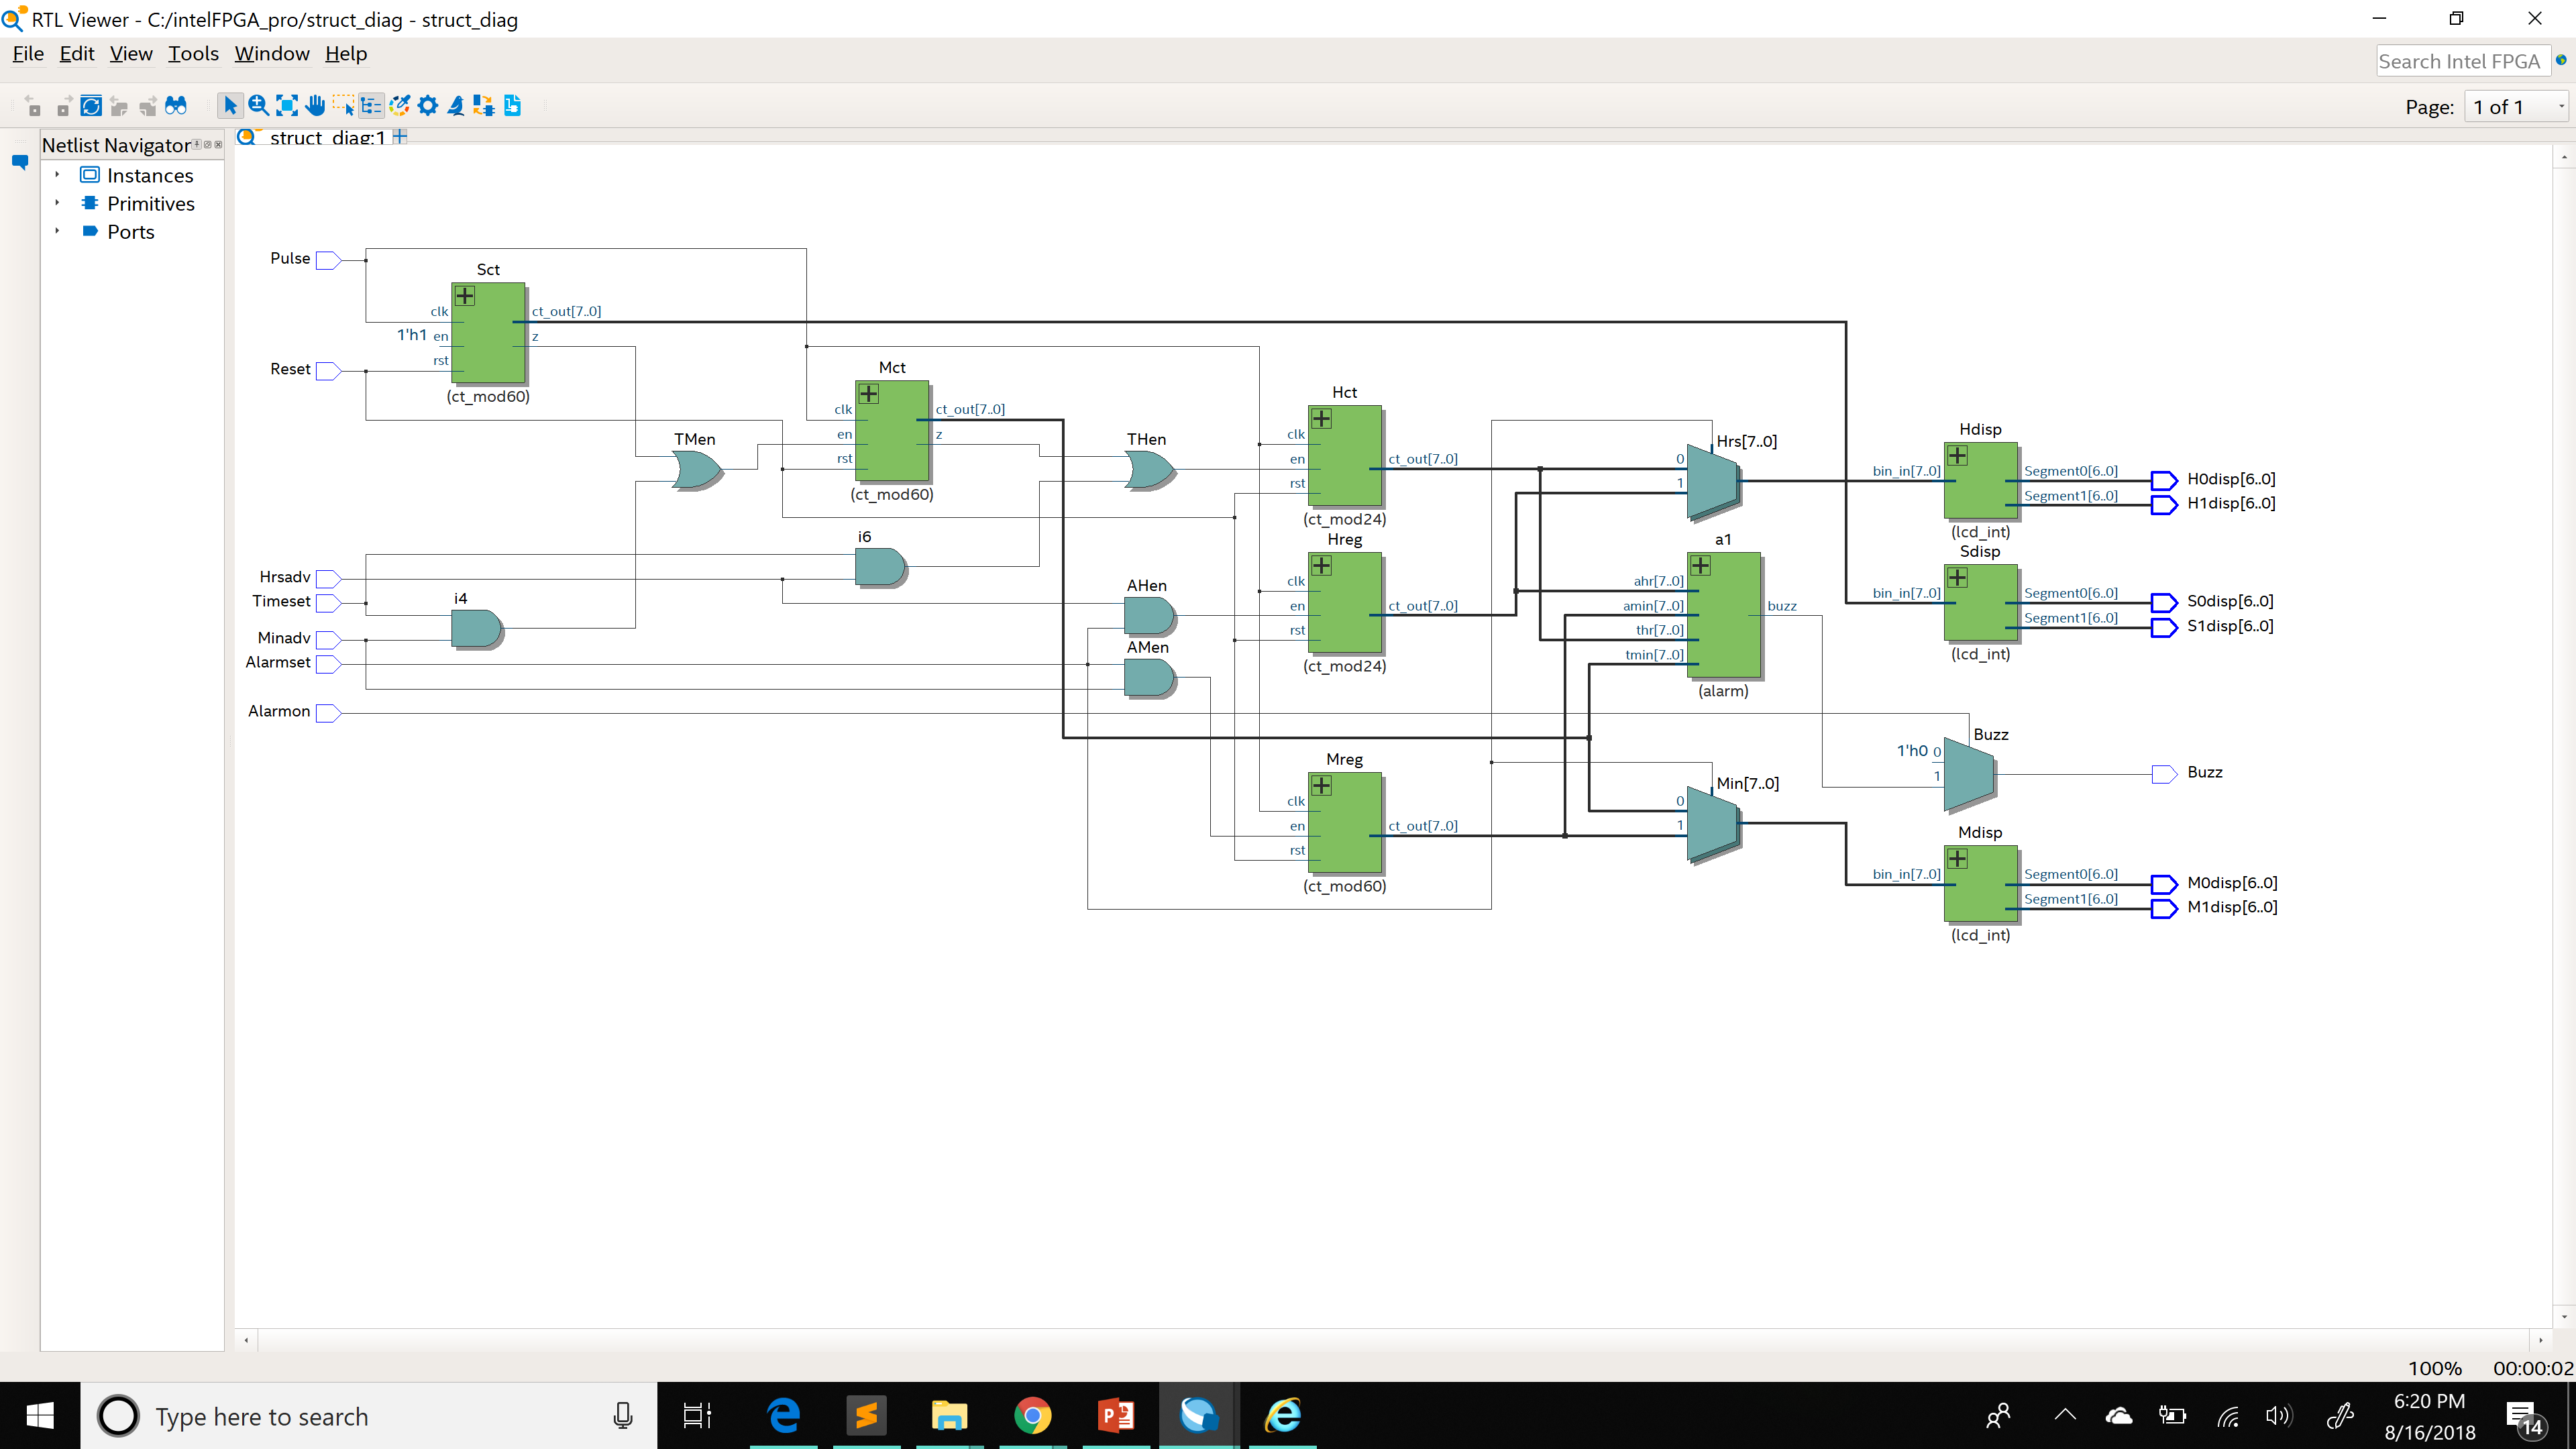 RTL Viewer - C:/intelFPGA_pro/struct_diag - struct_diag
File Edit View Tools Window Help
Search Intel FPGA
Page: 1 of 1
Netlist Navigator
struct_diag:1
Instances
Primitives
Ports
Pulse
Sct
clk
ct_out[7..0]
1'h1 en
z
rst
Reset
(ct_mod60)
Mct
clk
ct_out[7..0]
en
z
rst
(ct_mod60)
TMen
THen
Hct
clk
en
ct_out[7..0]
rst
(ct_mod24)
Hrs[7..0]
0
1
Hdisp
bin_in[7..0]
Segment0[6..0]
H0disp[6..0]
Segment1[6..0]
H1disp[6..0]
(lcd_int)
i6
Hreg
clk
en
ct_out[7..0]
rst
(ct_mod24)
a1
ahr[7..0]
amin[7..0]
buzz
thr[7..0]
tmin[7..0]
(alarm)
Sdisp
bin_in[7..0]
Segment0[6..0]
S0disp[6..0]
Segment1[6..0]
S1disp[6..0]
(lcd_int)
Hrsadv
Timeset
i4
Minadv
Alarmset
Alarmon
AHen
AMen
Mreg
clk
en
ct_out[7..0]
rst
(ct_mod60)
Min[7..0]
0
1
Buzz
1'h0 0
1
Buzz
Mdisp
bin_in[7..0]
Segment0[6..0]
M0disp[6..0]
Segment1[6..0]
M1disp[6..0]
(lcd_int)
100% 00:00:02
Type here to search
6:20 PM
8/16/2018
14